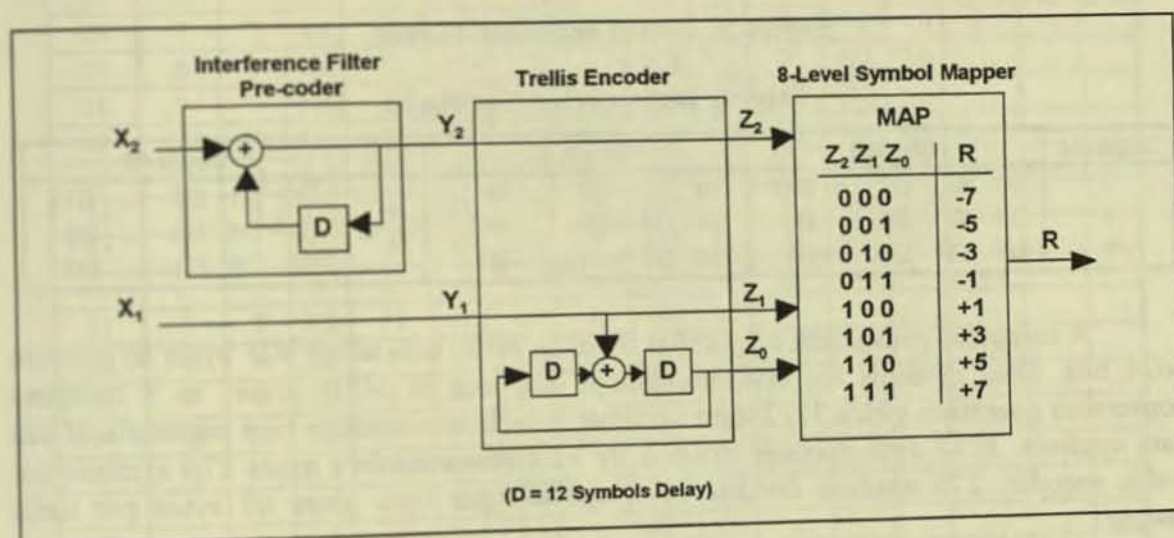 Interference Filter
Pre-coder
Trellis Encoder
8-Level Symbol Mapper
X₂
+
D
Y₂
Z₂
X₁
Y₁
Z₁
D
+
D
Z₀
MAP
Z₂ Z₁ Z₀ R
0 0 0 -7
0 0 1 -5
0 1 0 -3
0 1 1 -1
1 0 0 +1
1 0 1 +3
1 1 0 +5
1 1 1 +7
R
(D = 12 Symbols Delay)